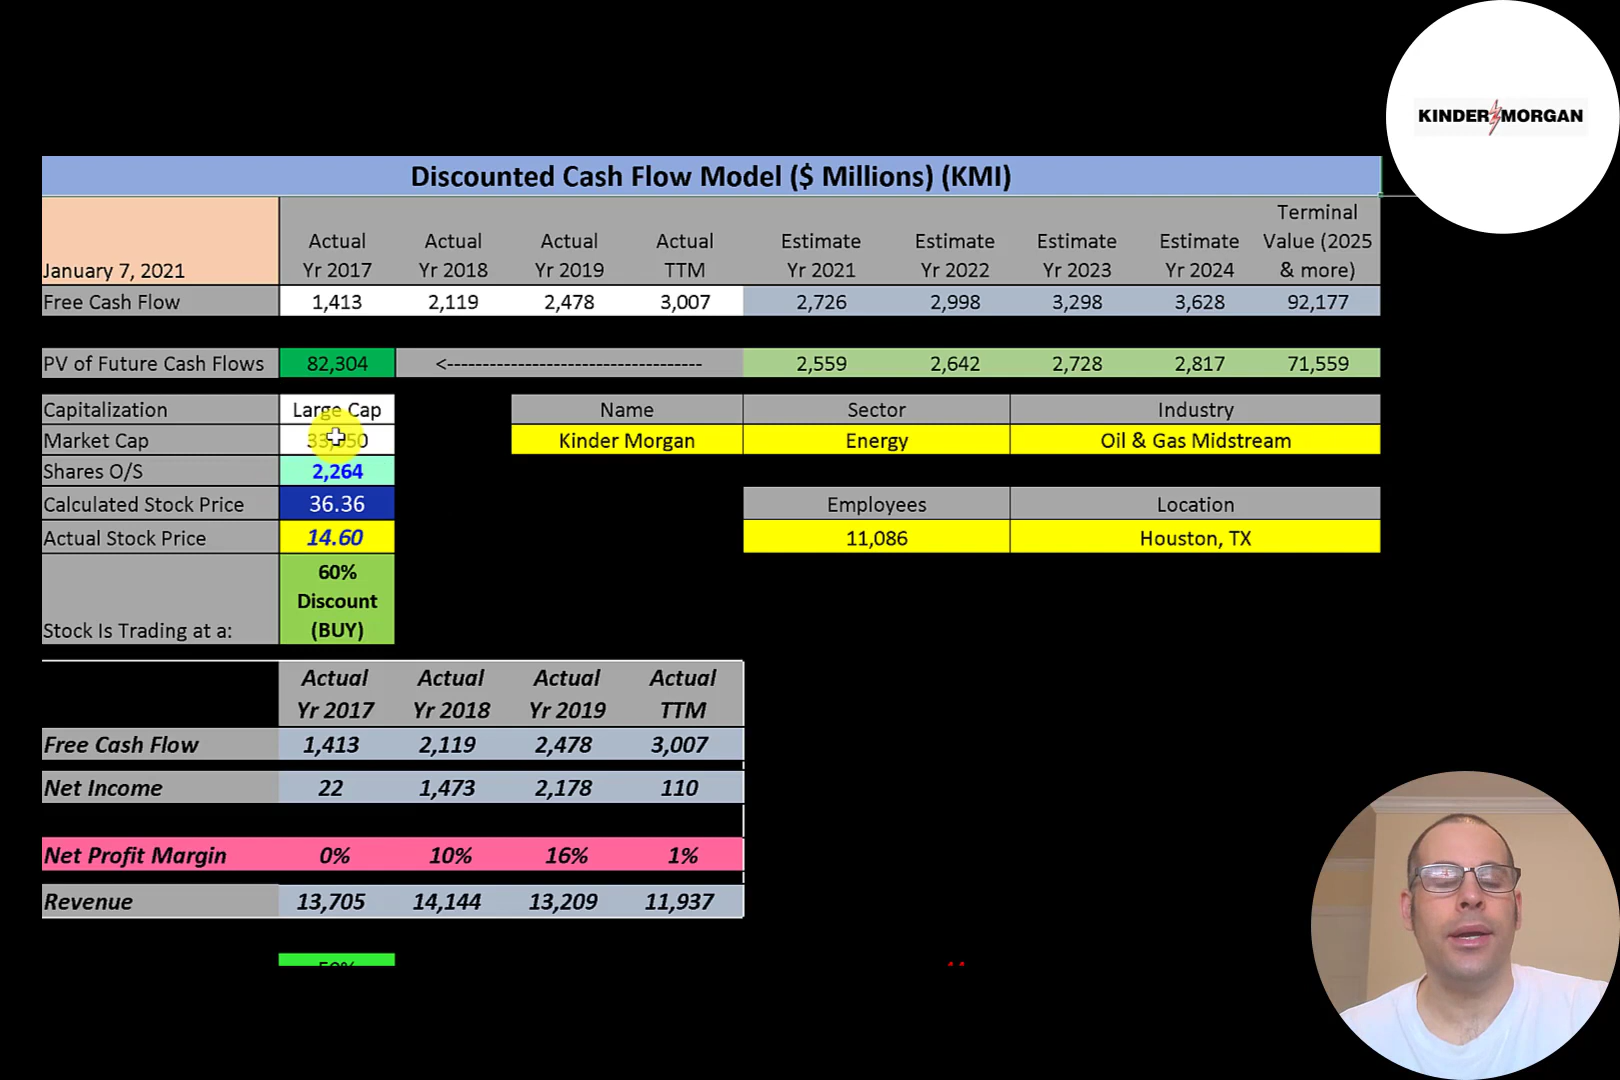 KINDER MORGAN
Discounted Cash Flow Model ($ Millions) (KMI)
January 7, 2021 Actual Yr 2017 Actual Yr 2018 Actual Yr 2019 Actual TTM Estimate Yr 2021 Estimate Yr 2022 Estimate Yr 2023 Estimate Yr 2024 Terminal Value (2025 & more)
Free Cash Flow 1,413 2,119 2,478 3,007 2,726 2,998 3,298 3,628 92,177
PV of Future Cash Flows 82,304 <------------------------------------ 2,559 2,642 2,728 2,817 71,559
Capitalization Large Cap Name Sector Industry
Market Cap Kinder Morgan Energy Oil & Gas Midstream
Shares O/S 2,264
Calculated Stock Price 36.36 Employees Location
Actual Stock Price 14.60 11,086 Houston, TX
Stock Is Trading at a: 60% Discount (BUY)
Actual Yr 2017 Actual Yr 2018 Actual Yr 2019 Actual TTM
Free Cash Flow 1,413 2,119 2,478 3,007
Net Income 22 1,473 2,178 110
Net Profit Margin 0% 10% 16% 1%
Revenue 13,705 14,144 13,209 11,937